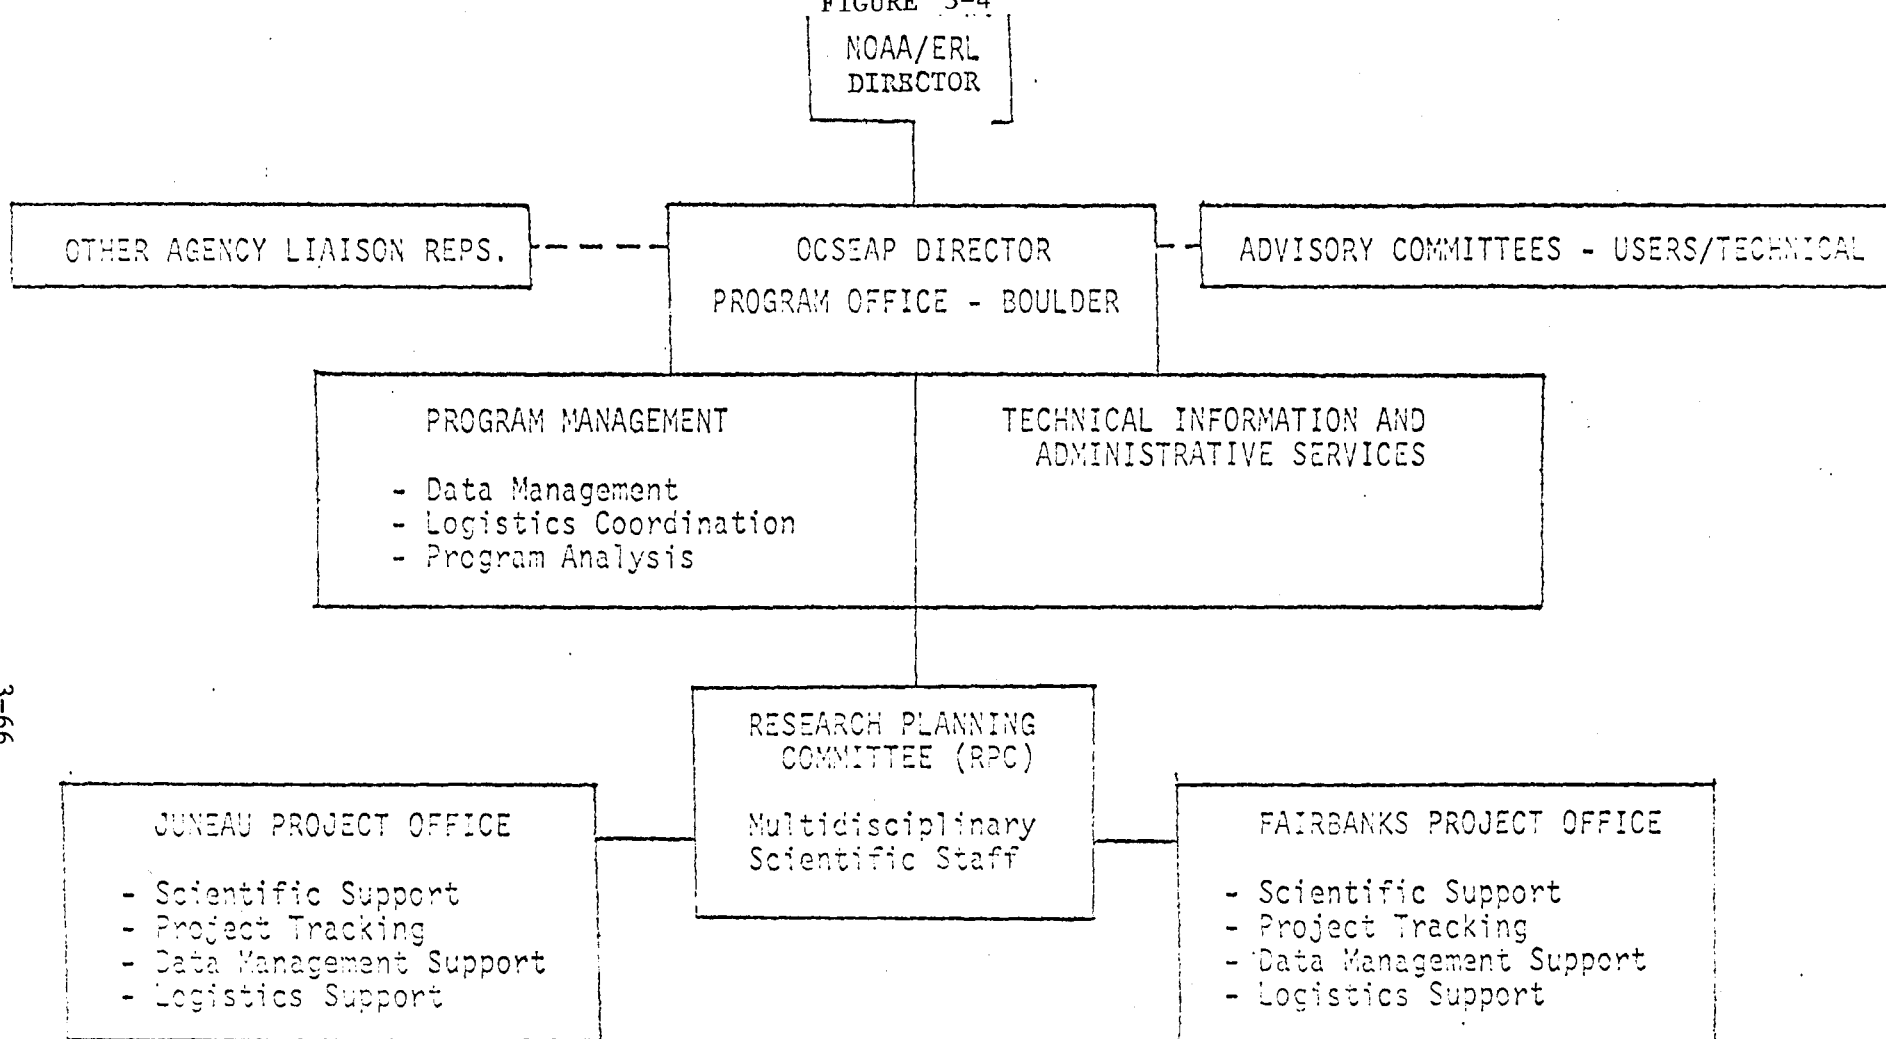 FIGURE 3-4
NOAA/ERL
DIRECTOR
OTHER AGENCY LIAISON REPS.
OCSEAP DIRECTOR
PROGRAM OFFICE - BOULDER
ADVISORY COMMITTEES - USERS/TECHNICAL
PROGRAM MANAGEMENT
- Data Management
- Logistics Coordination
- Program Analysis
TECHNICAL INFORMATION AND
ADMINISTRATIVE SERVICES
RESEARCH PLANNING
COMMITTEE (RPC)
Multidisciplinary
Scientific Staff
JUNEAU PROJECT OFFICE
- Scientific Support
- Project Tracking
- Data Management Support
- Logistics Support
FAIRBANKS PROJECT OFFICE
- Scientific Support
- Project Tracking
- Data Management Support
- Logistics Support
3-66